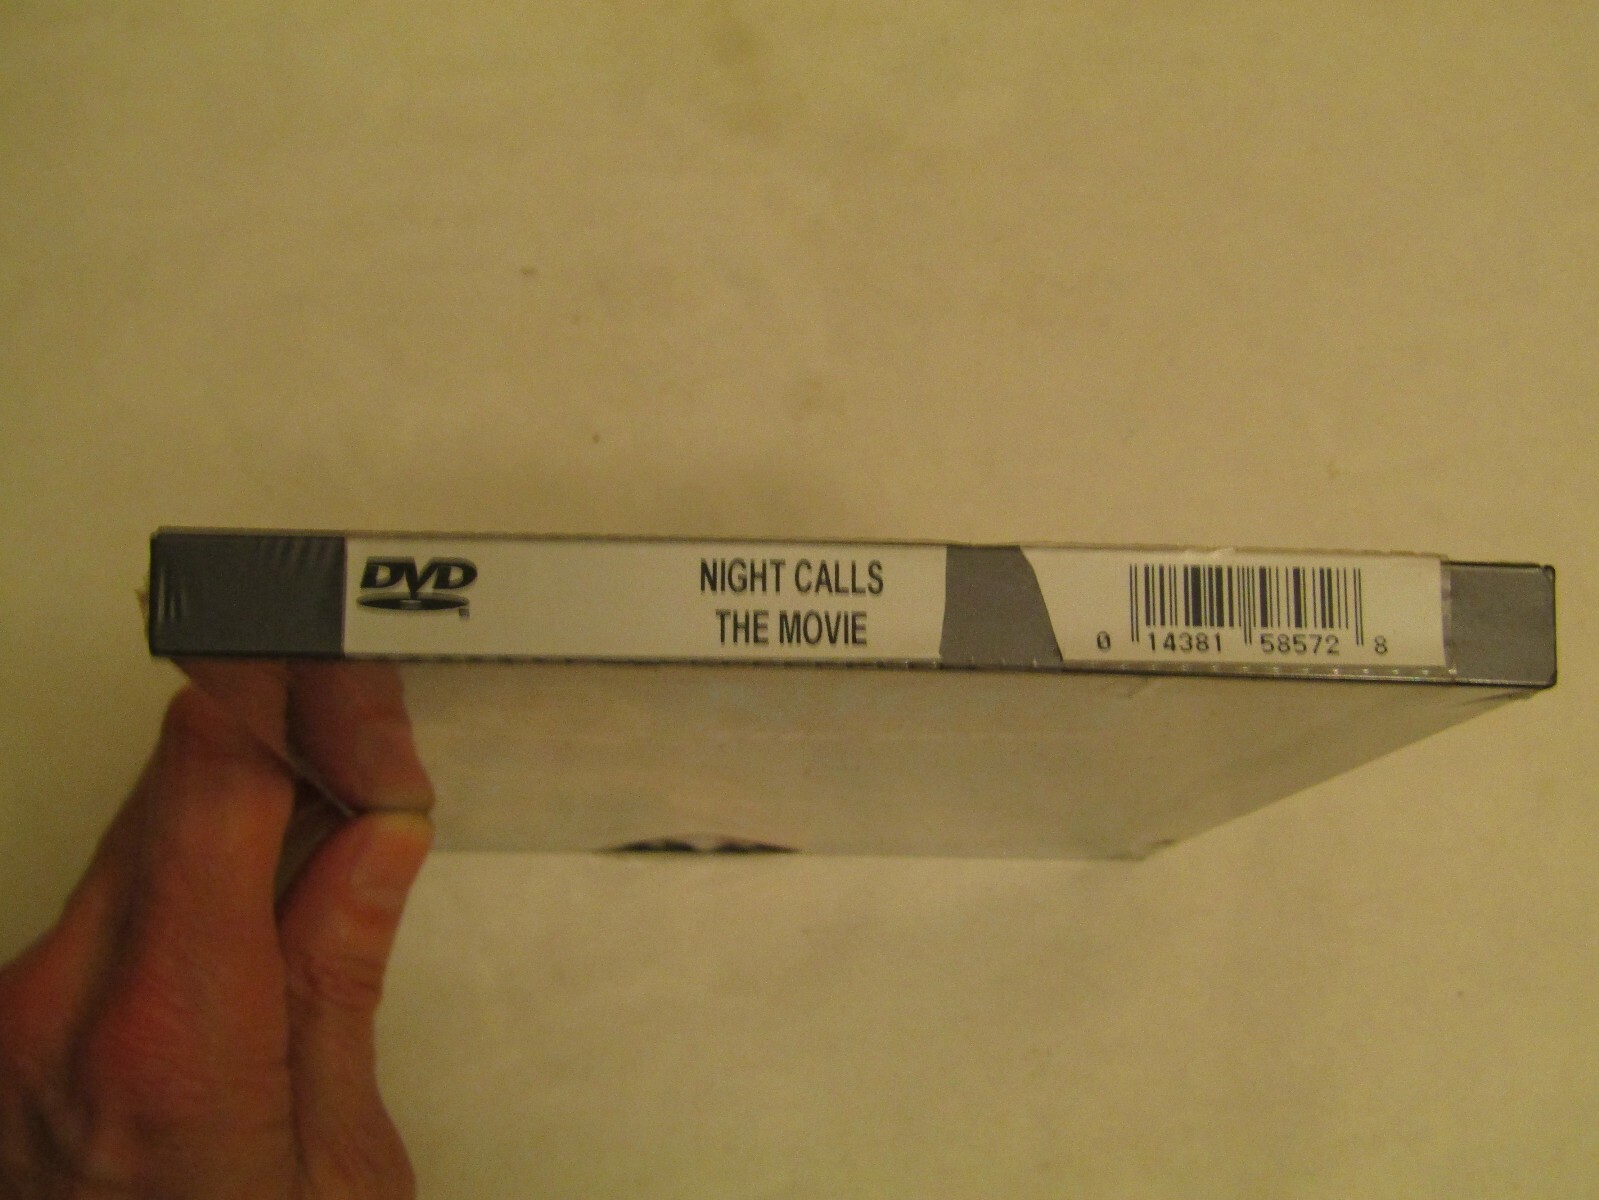 DVD
NIGHT CALLS
THE MOVIE
0 14381 58572 8